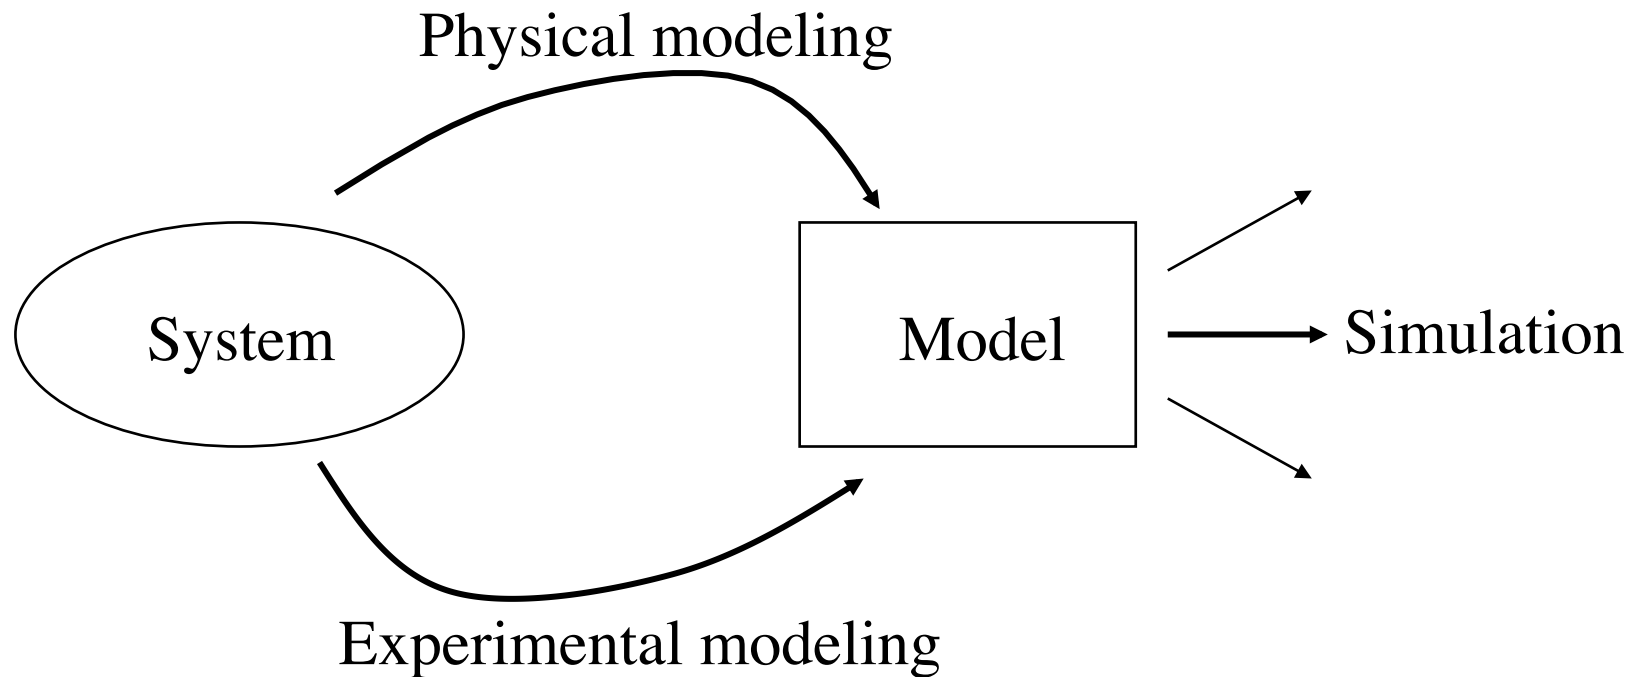 Physical modeling
System
Model
Simulation
Experimental modeling